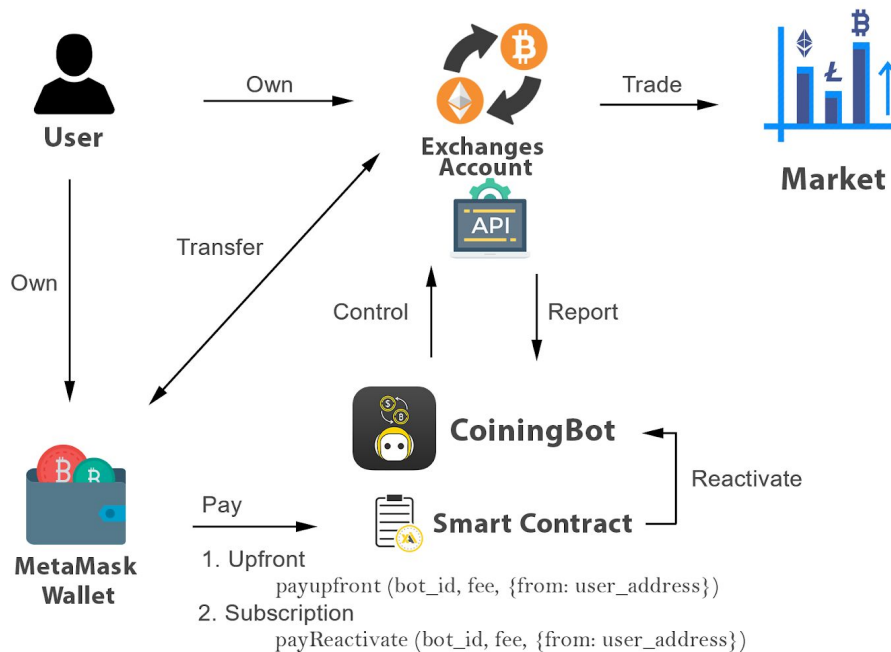 User
Own
Exchanges
Account
API
Trade
Market
Transfer
Own
Control
Report
CoiningBot
Reactivate
MetaMask
Wallet
Pay
Smart Contract
1. Upfront
payupfront (bot_id, fee, {from: user_address})
2. Subscription
payReactivate (bot_id, fee, {from: user_address})